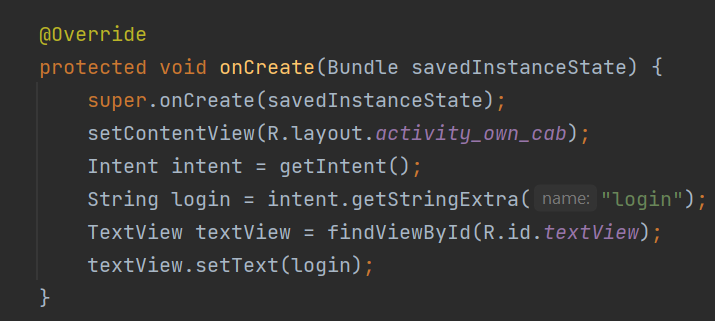 @Override
protected void onCreate(Bundle savedInstanceState) {
super.onCreate(savedInstanceState);
setContentView(R.layout.activity_own_cab);
Intent intent = getIntent();
String login = intent.getStringExtra( name: "login");
TextView textView = findViewById(R.id.textView);
textView.setText(login);
}